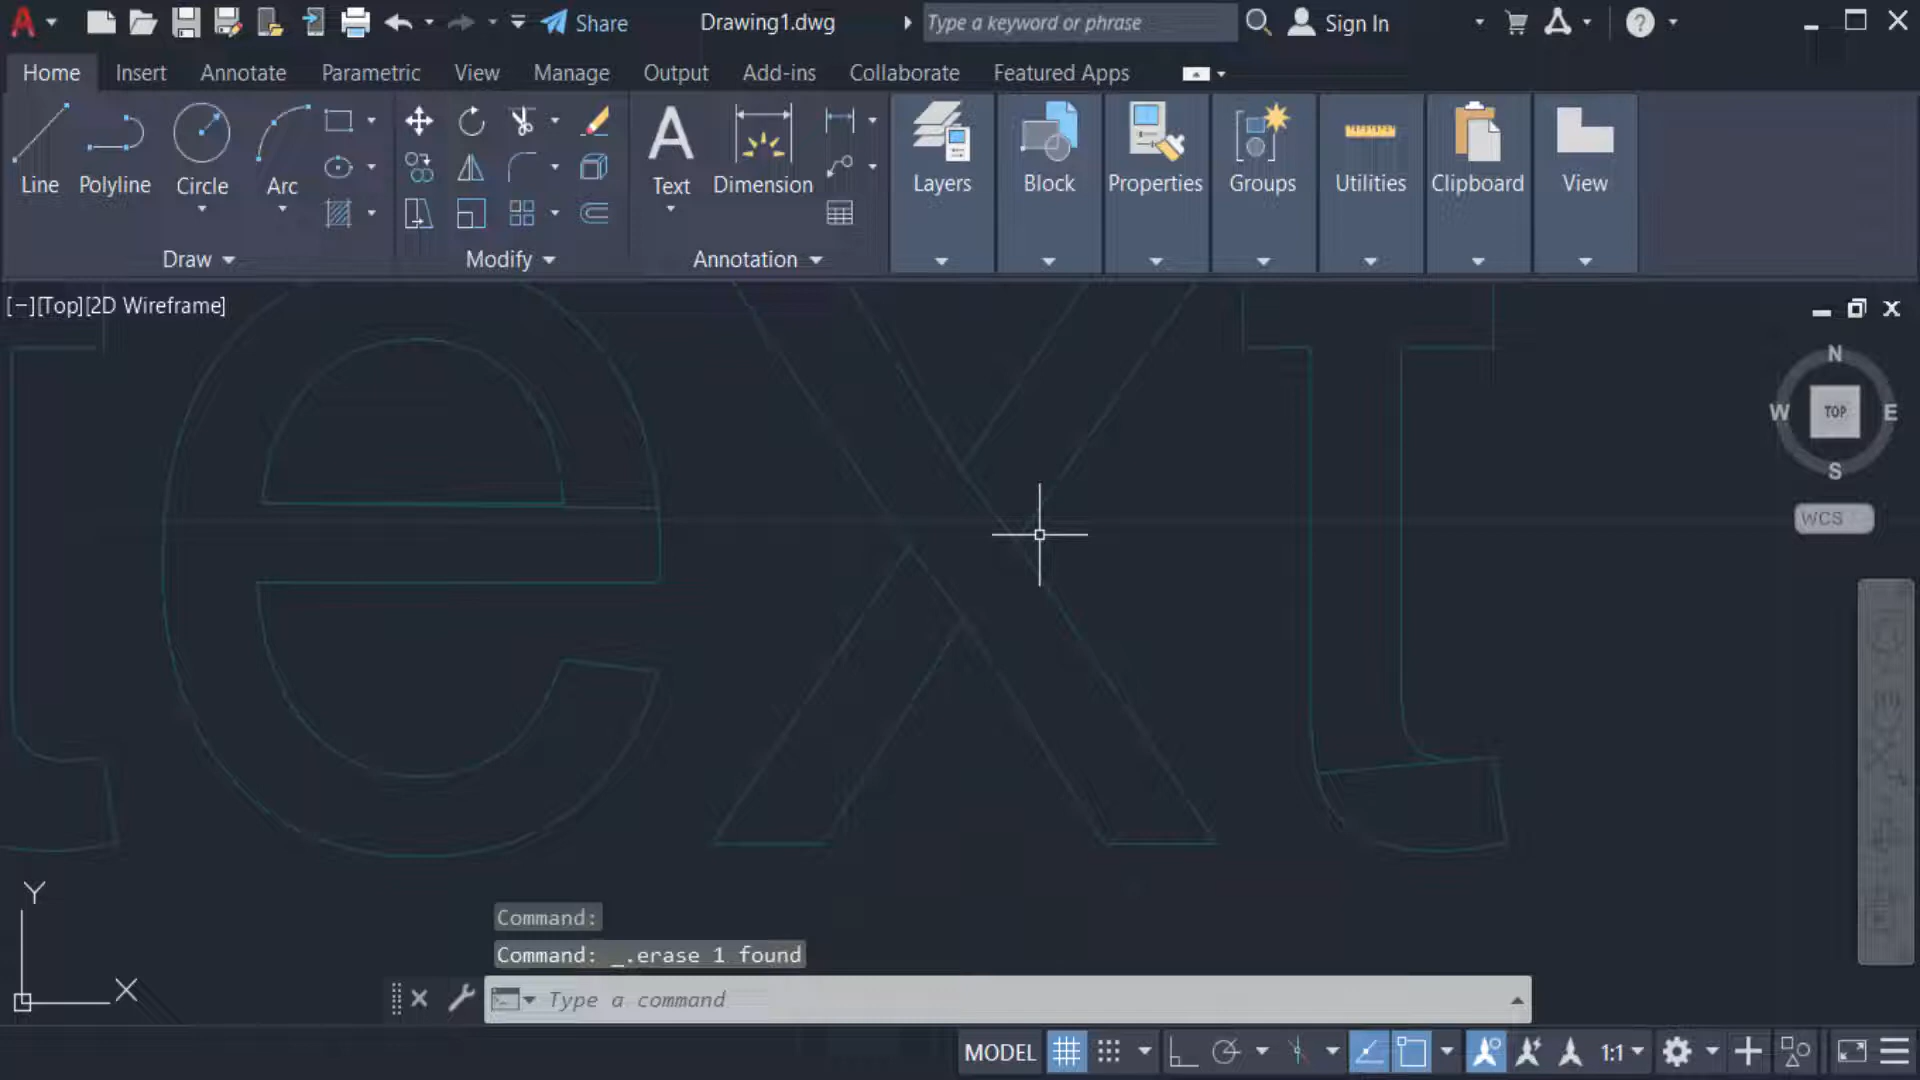 Share
Drawing1.dwg
Type a keyword or phrase
Sign In
Home Insert Annotate Parametric View Manage Output Add-ins Collaborate Featured Apps
Line Polyline Circle Arc
Text Dimension
Layers Block Properties Groups Utilities Clipboard View
Draw Modify Annotation
[−][Top][2D Wireframe]
N
W TOP E
S
WCS
ext
Y
X
Command:
Command: _.erase 1 found
Type a command
MODEL 1:1